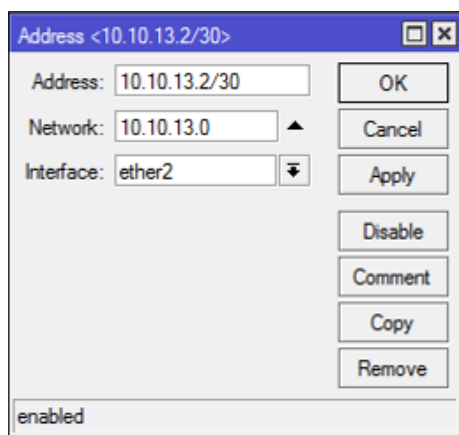 Address <10.10.13.2/30>
Address: 10.10.13.2/30 OK
Network: 10.10.13.0 Cancel
Interface: ether2 Apply
Disable
Comment
Copy
Remove
enabled